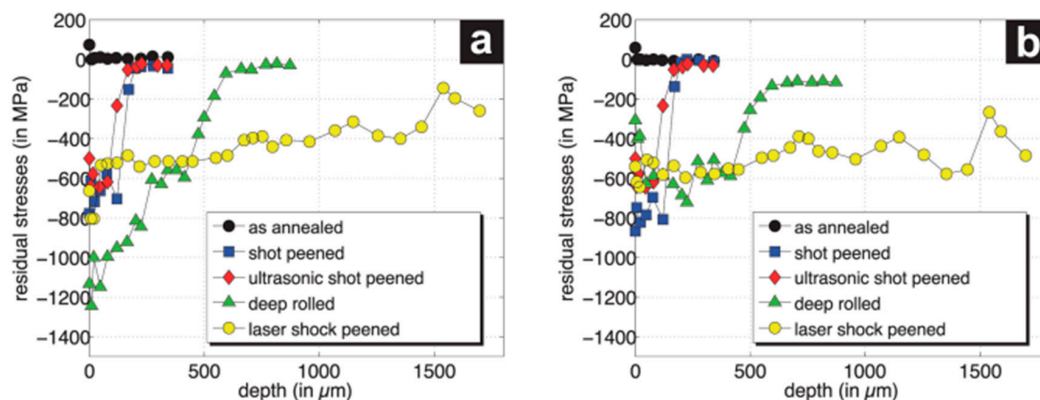 a
200
0
−200
−400
−600
−800
−1000
−1200
−1400
residual stresses (in MPa)
as annealed
shot peened
ultrasonic shot peened
deep rolled
laser shock peened
0 500 1000 1500
depth (in μm)
b
200
0
−200
−400
−600
−800
−1000
−1200
−1400
residual stresses (in MPa)
as annealed
shot peened
ultrasonic shot peened
deep rolled
laser shock peened
0 500 1000 1500
depth (in μm)